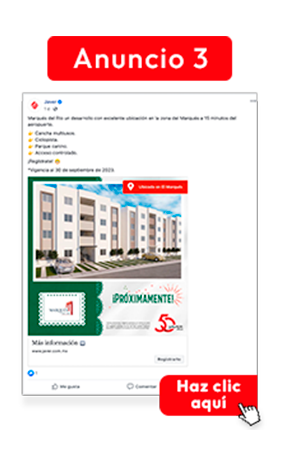 Anuncio 3
Javer
1 d
Marqués del Río un desarrollo con excelente ubicación en la zona del Marqués a 15 minutos del
aeropuerto.
👉 Cancha multiusos.
👉 Ciclopista.
👉 Parque canino.
👉 Acceso controlado.
¡Regístrate! 😊
*Vigencia al 30 de septiembre de 2023.
Ubicado en El Marqués
¡PRÓXIMAMENTE!
50
Más información
www.javer.com.mx
Registrarte
Me gusta
Comentar
Haz clic
aquí